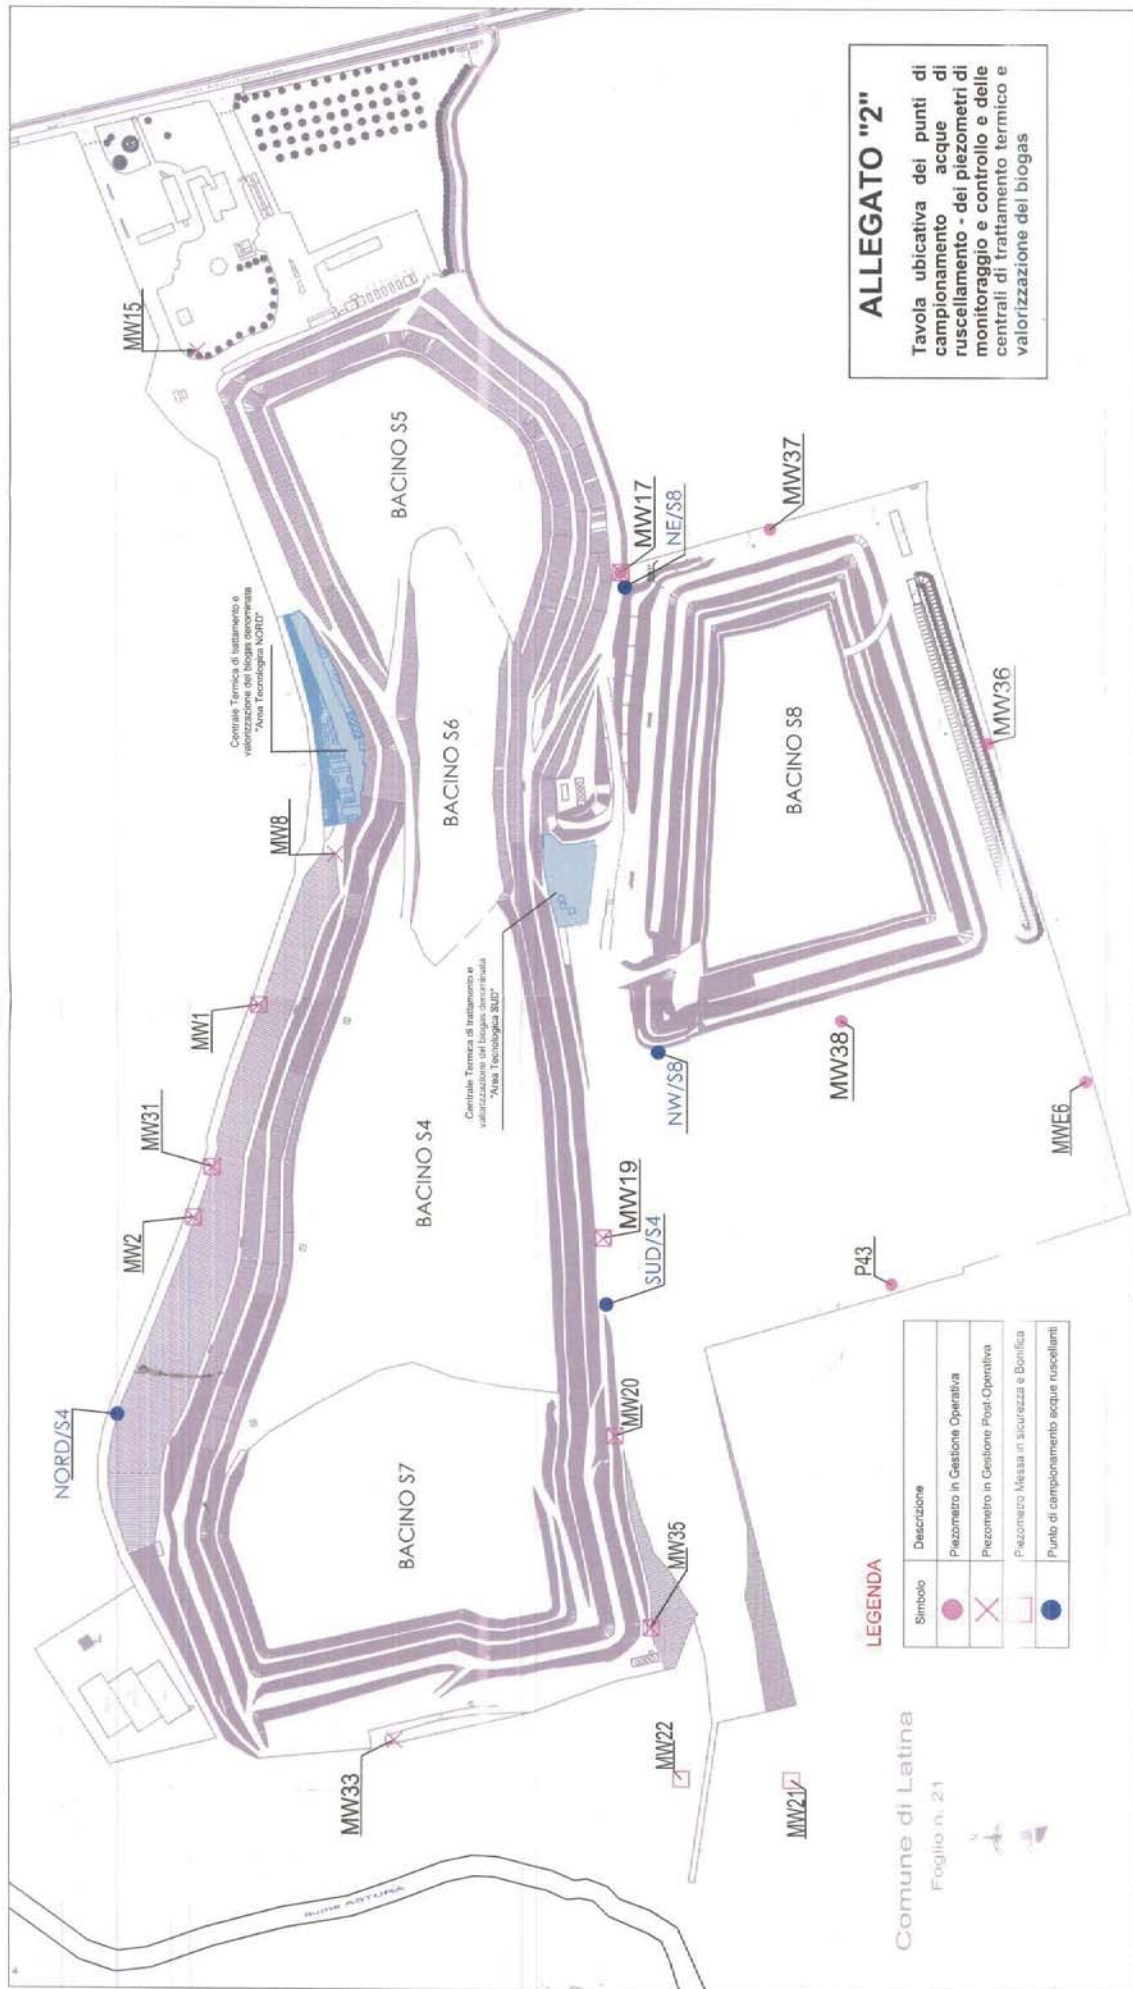 ALLEGATO "2"
Tavola ubicativa dei punti di
campionamento acque di
ruscellamento - dei piezometri di
monitoraggio e controllo e delle
centrali di trattamento termico e
valorizzazione del biogas
MW15
BACINO S5
MW17
NE/S8
MW37
Centrale Termica di trattamento e
valorizzazione del biogas denominata
"Area Tecnologica NORD"
MW8
BACINO S6
BACINO S8
MW36
MW1
Centrale Termica di trattamento e
valorizzazione del biogas denominata
"Area Tecnologica SUD"
NW/S8
MW38
MWE6
MW31
MW2
BACINO S4
MW19
SUD/S4
P43
NORD/S4
MW20
BACINO S7
MW35
MW33
MW22
MW21
fiume ASTURA
LEGENDA
Simbolo Descrizione
Piezometro in Gestione Operativa
Piezometro in Gestione Post-Operativa
Piezometro Messa in sicurezza e Bonifica
Punto di campionamento acque ruscellanti
Comune di Latina
Foglio n. 21
N